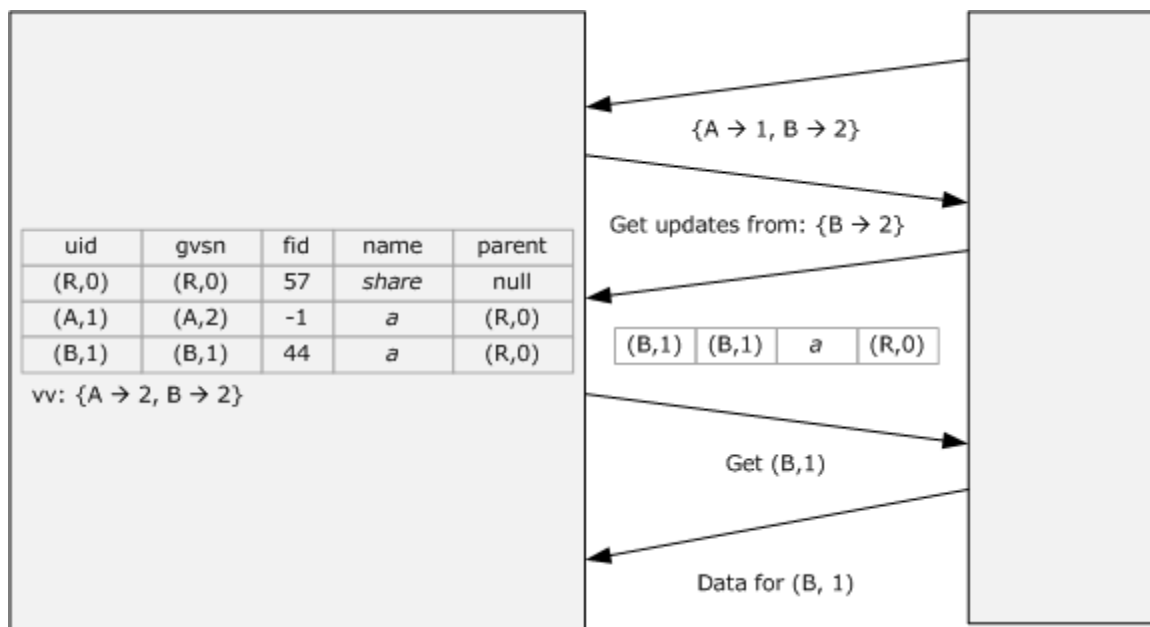 {A → 1, B → 2}
Get updates from: {B → 2}
uid gvsn fid name parent
(R,0) (R,0) 57 share null
(A,1) (A,2) -1 a (R,0)
(B,1) (B,1) 44 a (R,0)
vv: {A → 2, B → 2}
(B,1) (B,1) a (R,0)
Get (B,1)
Data for (B, 1)